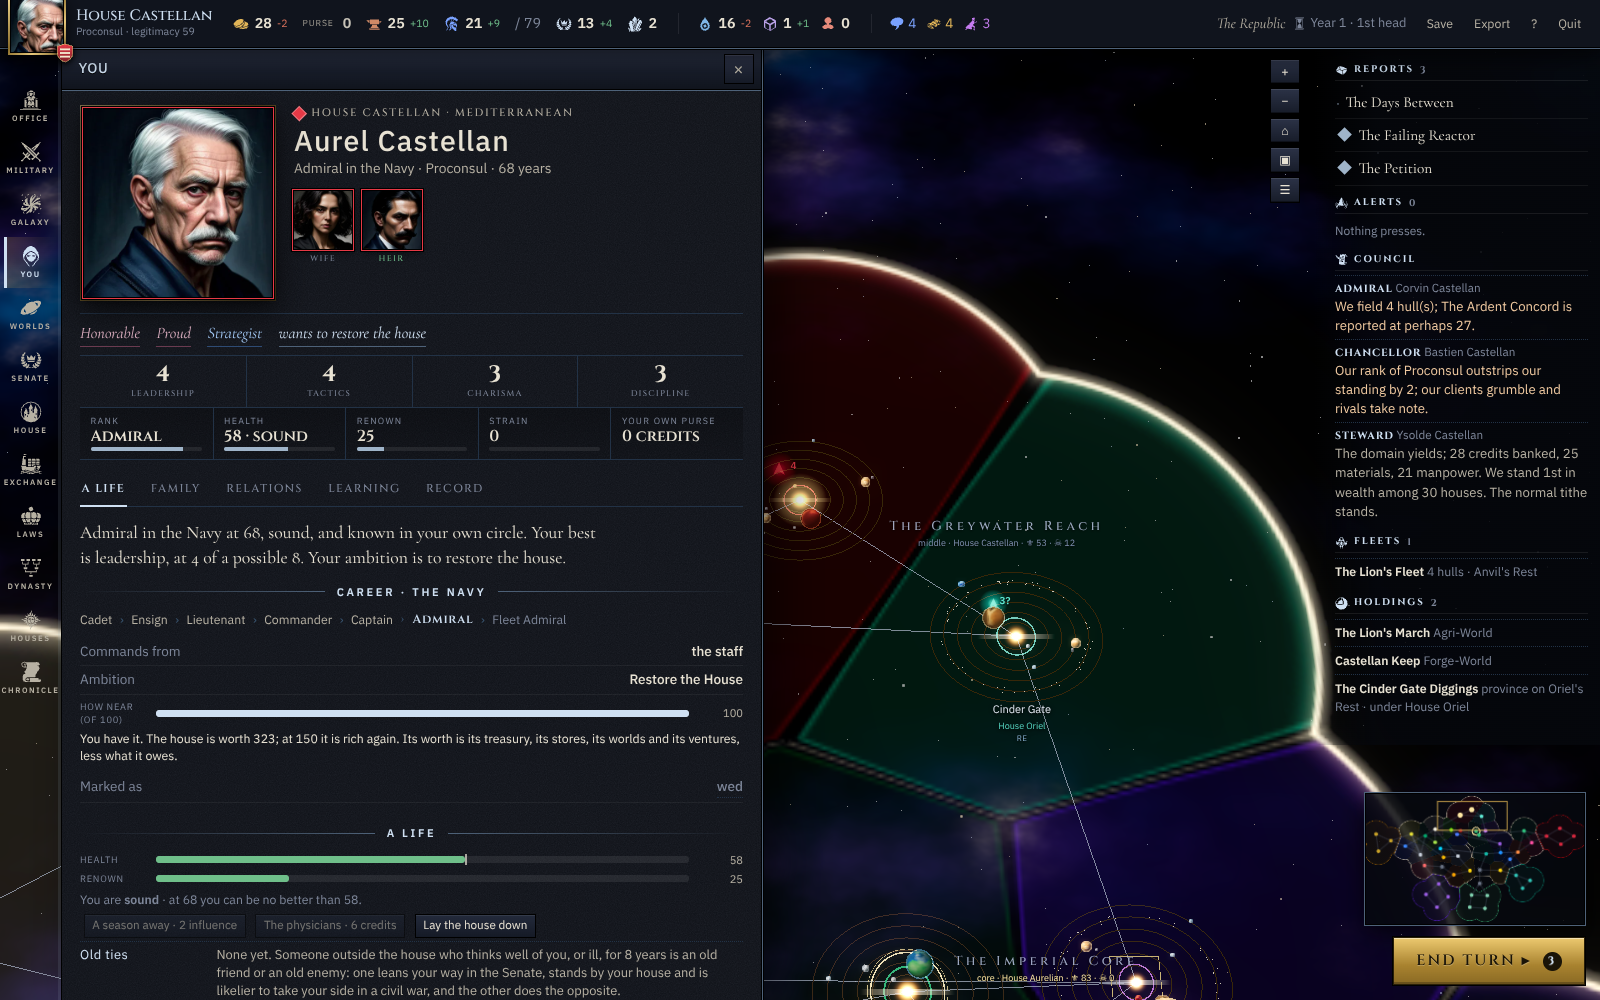 HOUSE CASTELLAN
Proconsul · legitimacy 59
28 -2 PURSE 0 25 +10 21 +9 / 79 13 +4 2 16 -2 1 +1 0 4 4 3
The Republic Year 1 · 1st head Save Export ? Quit
OFFICE
MILITARY
GALAXY
YOU
WORLDS
SENATE
HOUSE
EXCHANGE
LAWS
DYNASTY
HOUSES
CHRONICLE
YOU
×
HOUSE CASTELLAN · MEDITERRANEAN
Aurel Castellan
Admiral in the Navy · Proconsul · 68 years
WIFE HEIR
Honorable Proud Strategist wants to restore the house
4 4 3 3
LEADERSHIP TACTICS CHARISMA DISCIPLINE
RANK HEALTH RENOWN STRAIN YOUR OWN PURSE
ADMIRAL 58 · SOUND 25 0 0 CREDITS
A LIFE FAMILY RELATIONS LEARNING RECORD
Admiral in the Navy at 68, sound, and known in your own circle. Your best
is leadership, at 4 of a possible 8. Your ambition is to restore the house.
CAREER · THE NAVY
Cadet › Ensign › Lieutenant › Commander › Captain › ADMIRAL › Fleet Admiral
Commands from the staff
Ambition Restore the House
HOW NEAR
(OF 100) 100
You have it. The house is worth 323; at 150 it is rich again. Its worth is its treasury, its stores, its worlds and its ventures,
less what it owes.
Marked as wed
A LIFE
HEALTH 58
RENOWN 25
You are sound · at 68 you can be no better than 58.
A season away · 2 influence The physicians · 6 credits Lay the house down
Old ties None yet. Someone outside the house who thinks well of you, or ill, for 8 years is an old
friend or an old enemy: one leans your way in the Senate, stands by your house and is
likelier to take your side in a civil war, and the other does the opposite.
+
−
4
THE GREYWATER REACH
middle · House Castellan · 53 · 12
3?
Cinder Gate
House Oriel
RE
THE IMPERIAL CORE
core · House Aurelian · 83 · 0
REPORTS 3
· The Days Between
The Failing Reactor
The Petition
ALERTS 0
Nothing presses.
COUNCIL
ADMIRAL Corvin Castellan
We field 4 hull(s); The Ardent Concord is
reported at perhaps 27.
CHANCELLOR Bastien Castellan
Our rank of Proconsul outstrips our
standing by 2; our clients grumble and
rivals take note.
STEWARD Ysolde Castellan
The domain yields; 28 credits banked, 25
materials, 21 manpower. We stand 1st in
wealth among 30 houses. The normal tithe
stands.
FLEETS 1
The Lion's Fleet 4 hulls · Anvil's Rest
HOLDINGS 2
The Lion's March Agri-World
Castellan Keep Forge-World
The Cinder Gate Diggings province on Oriel's
Rest · under House Oriel
END TURN ▸ 3